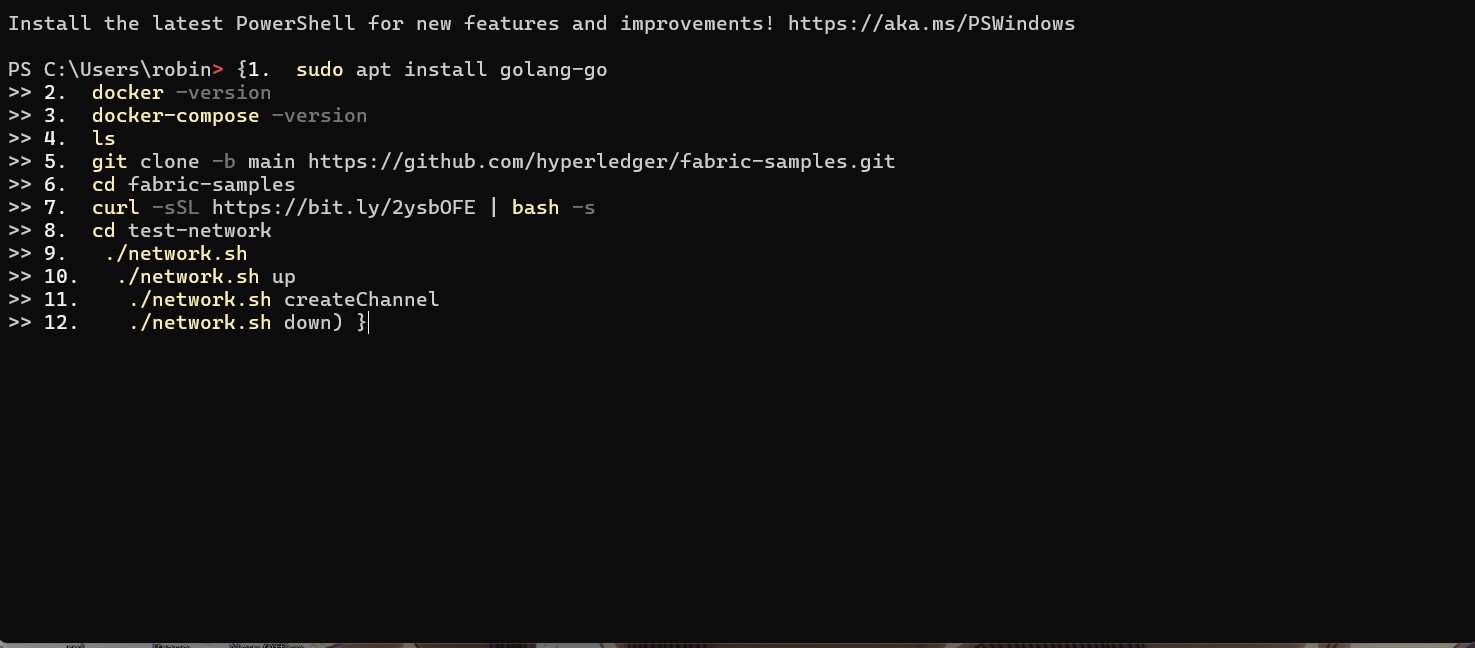 Install the latest PowerShell for new features and improvements! https://aka.ms/PSWindows
PS C:\Users\robin> {1.  sudo apt install golang-go
>> 2.  docker -version
>> 3.  docker-compose -version
>> 4.  ls
>> 5.  git clone -b main https://github.com/hyperledger/fabric-samples.git
>> 6.  cd fabric-samples
>> 7.  curl -sSL https://bit.ly/2ysbOFE | bash -s
>> 8.  cd test-network
>> 9.   ./network.sh
>> 10.   ./network.sh up
>> 11.    ./network.sh createChannel
>> 12.    ./network.sh down) }